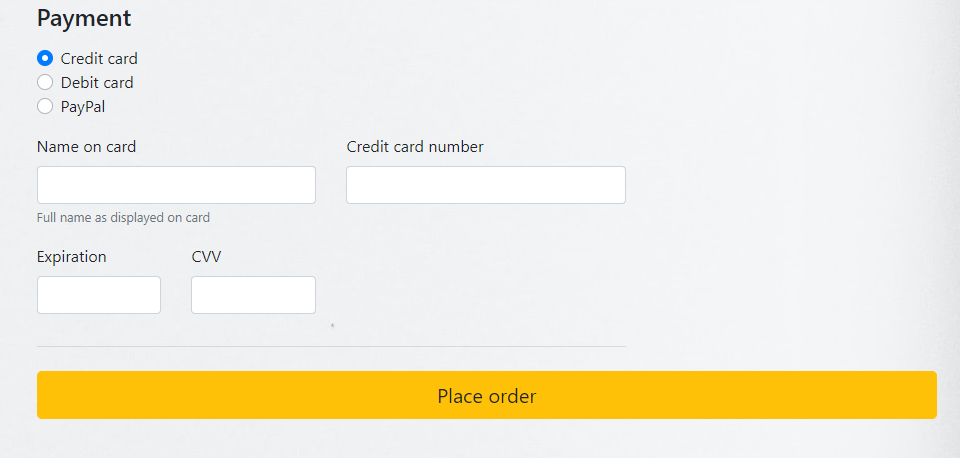 Payment
Credit card
Debit card
PayPal
Name on card Credit card number
Full name as displayed on card
Expiration CVV
Place order